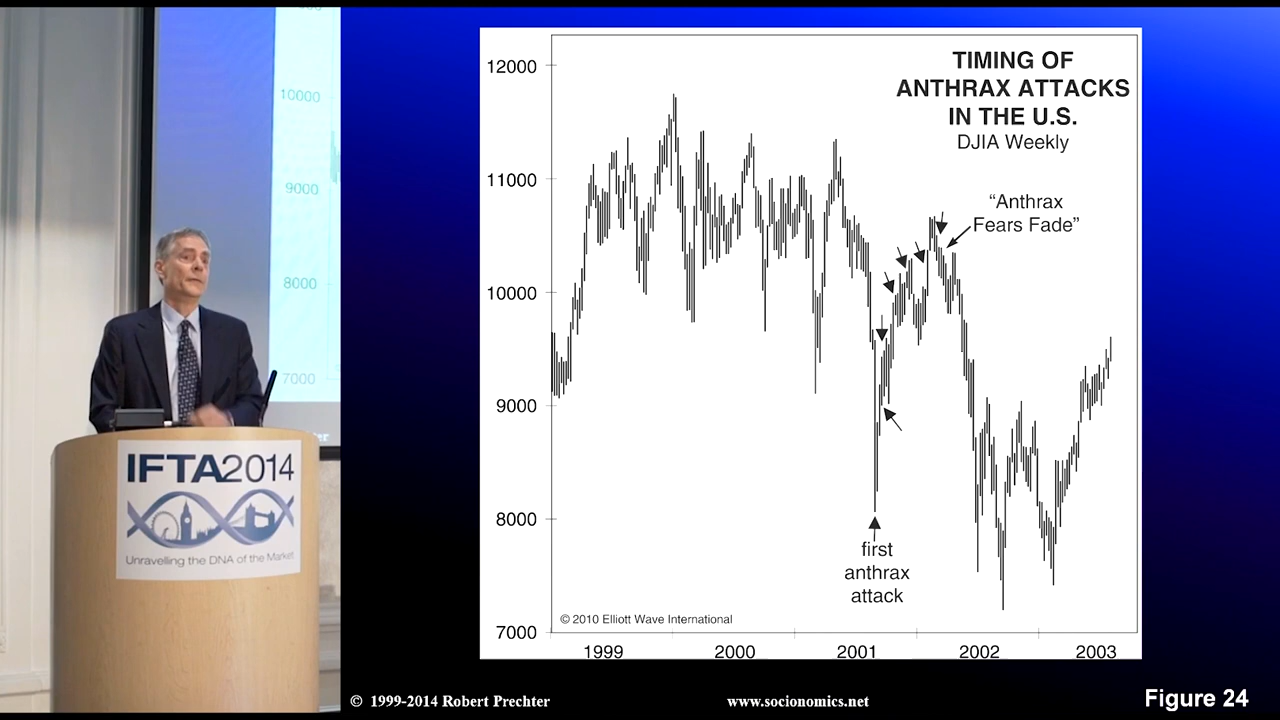 10000
9000
8000
7000
IFTA2014
Unravelling the DNA of the Market
TIMING OF
ANTHRAX ATTACKS
IN THE U.S.
DJIA Weekly
12000
11000
10000
9000
8000
7000
“Anthrax
Fears Fade”
first
anthrax
attack
© 2010 Elliott Wave International
1999
2000
2001
2002
2003
© 1999-2014 Robert Prechter
www.socionomics.net
Figure 24